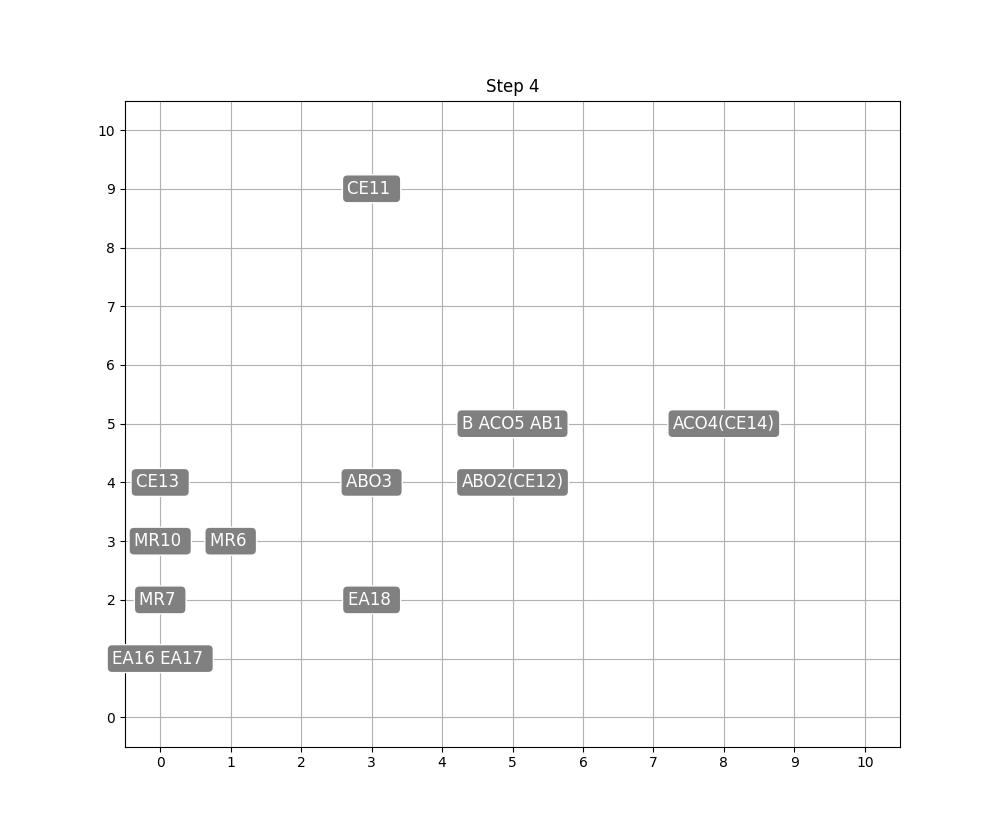 Step 4
10
9
CE11
8
7
6
5
B ACO5 AB1
ACO4(CE14)
4
CE13
ABO3
ABO2(CE12)
3
MR10
MR6
2
MR7
EA18
1
EA16 EA17
0
0 1 2 3 4 5 6 7 8 9 10